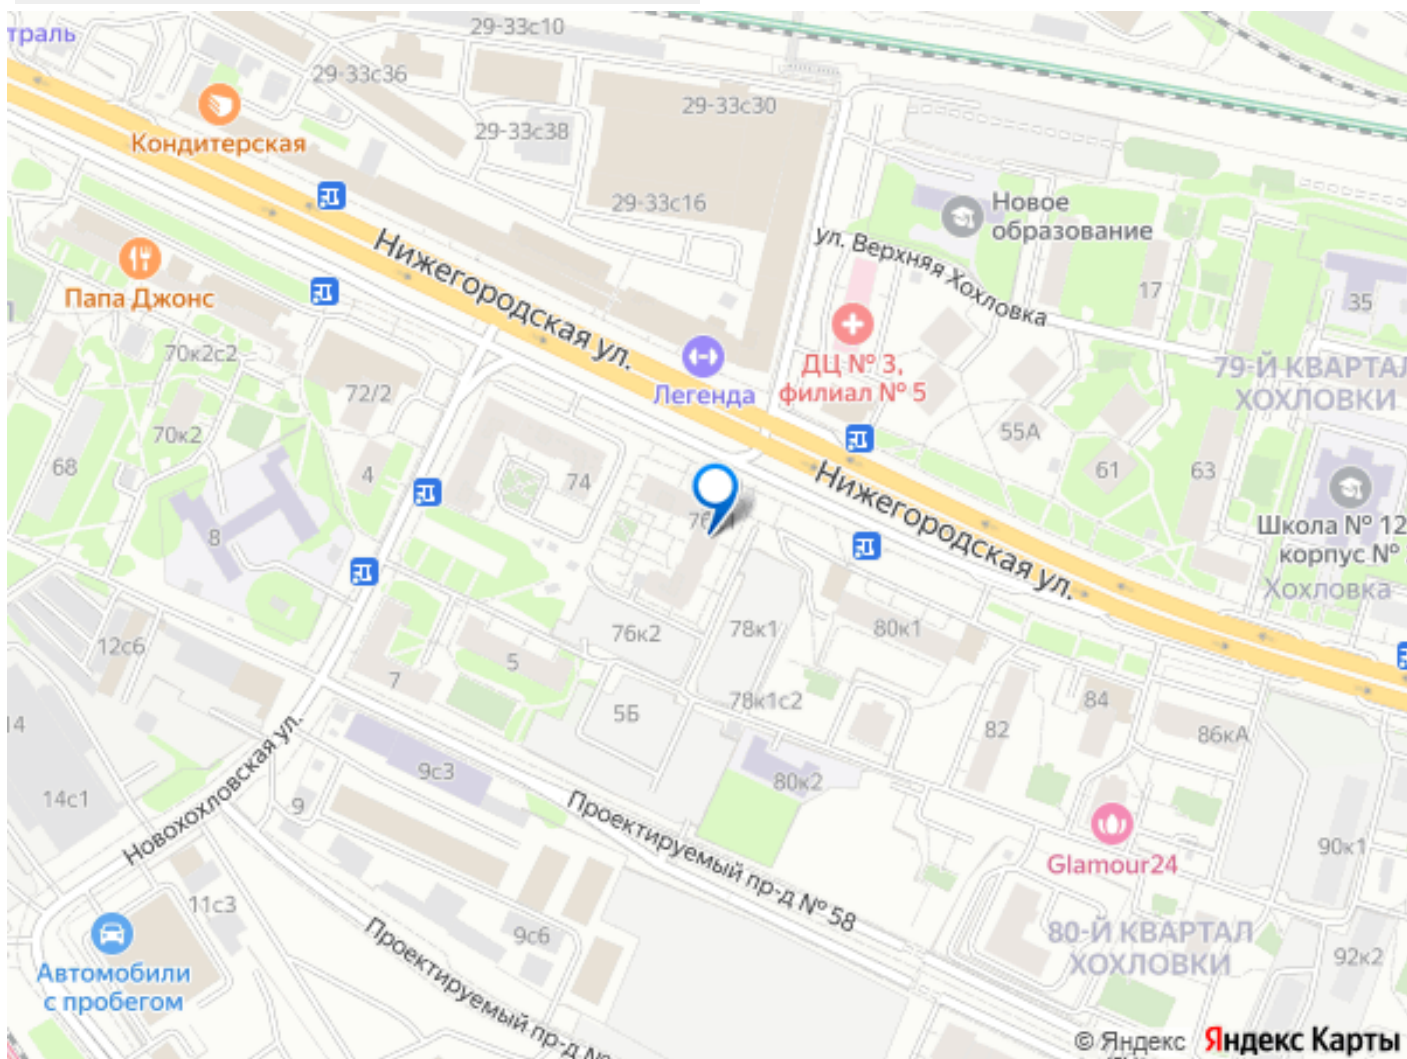 траль
29-33с10
29-33с36
29-33с30
Кондитерская
29-33с38
29-33с16
Новое
образование
ул. Верхняя Хохловка
17
35
Папа Джонс
Нижегородская ул.
70к2с2
72/2
Легенда
ДЦ № 3,
филиал № 5
79-Й КВАРТАЛ
ХОХЛОВКИ
70к2
68
4
74
55А
61
63
Нижегородская ул.
Школа № 12
корпус №
Хохловка
8
12с6
76к2
78к1
80к1
5
7
5Б
78к1с2
82
84
86кА
14
14с1
Новохохловская ул.
9с3
9
80к2
Проектируемый пр-д № 58
Glamour24
90к1
11с3
9с6
Проектируемый пр-д №
80-Й КВАРТАЛ
ХОХЛОВКИ
92к2
Автомобили
с пробегом
© Яндекс Яндекс Карты